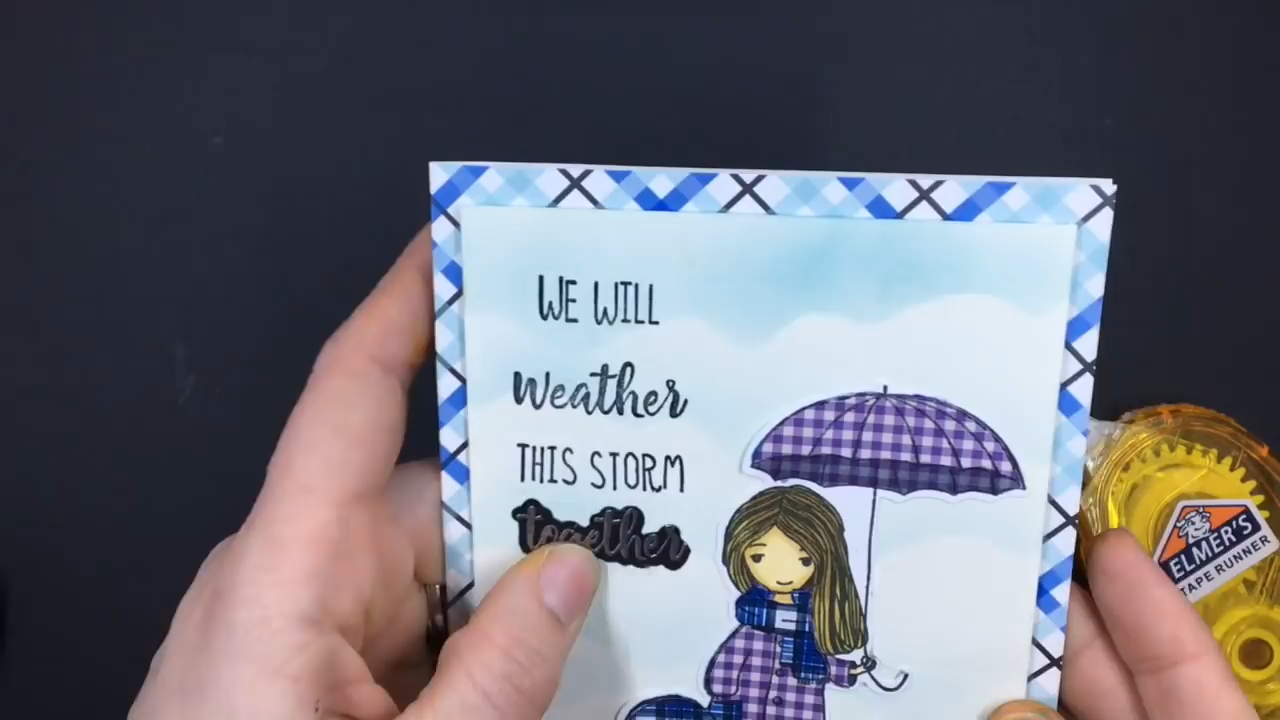 WE WILL
Weather
THIS STORM
together
ELMER'S
TAPE RUNNER